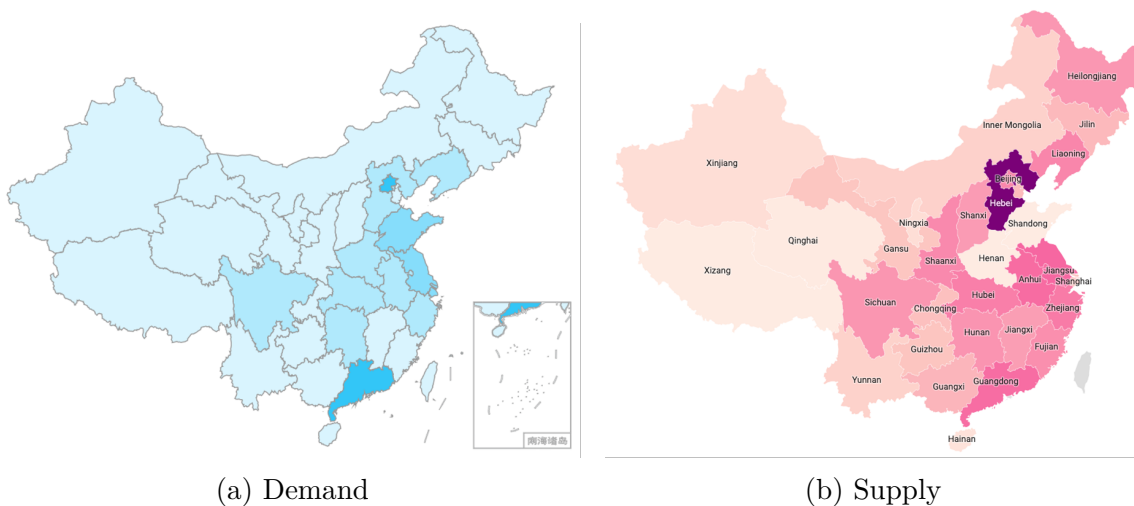 Heilongjiang
Inner Mongolia
Jilin
Liaoning
Xinjiang
Beijing
Hebei
Ningxia
Shanxi
Shandong
Qinghai
Gansu
Shaanxi
Henan
Xizang
Jiangsu
Anhui
Shanghai
Sichuan
Hubei
Chongqing
Zhejiang
Hunan
Jiangxi
Guizhou
Fujian
Yunnan
Guangxi
Guangdong
Hainan
南海诸岛
(a) Demand
(b) Supply